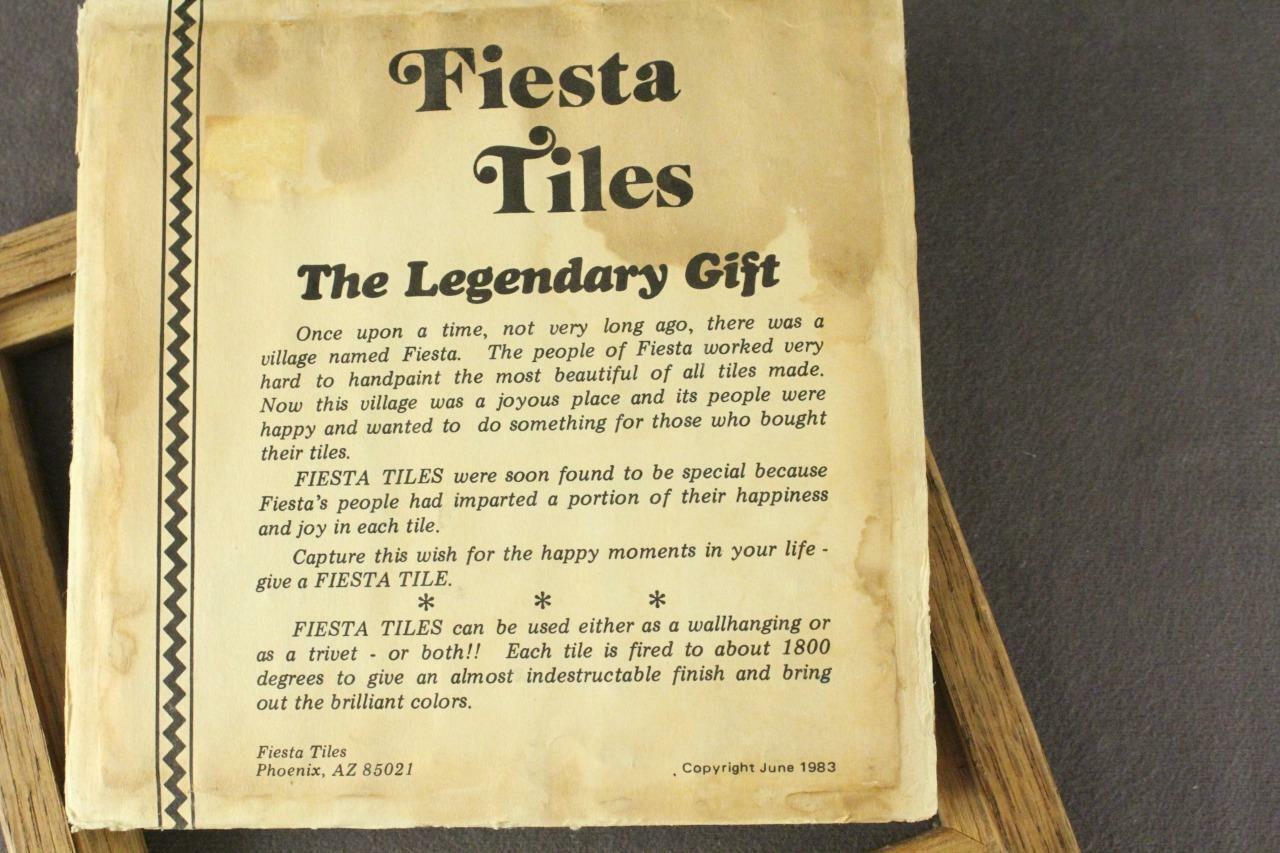 Fiesta
Tiles
The Legendary Gift
Once upon a time, not very long ago, there was a
village named Fiesta. The people of Fiesta worked very
hard to handpaint the most beautiful of all tiles made.
Now this village was a joyous place and its people were
happy and wanted to do something for those who bought
their tiles.
FIESTA TILES were soon found to be special because
Fiesta's people had imparted a portion of their happiness
and joy in each tile.
Capture this wish for the happy moments in your life -
give a FIESTA TILE.
* * *
FIESTA TILES can be used either as a wallhanging or
as a trivet - or both!! Each tile is fired to about 1800
degrees to give an almost indestructable finish and bring
out the brilliant colors.
Fiesta Tiles
Phoenix, AZ 85021
Copyright June 1983